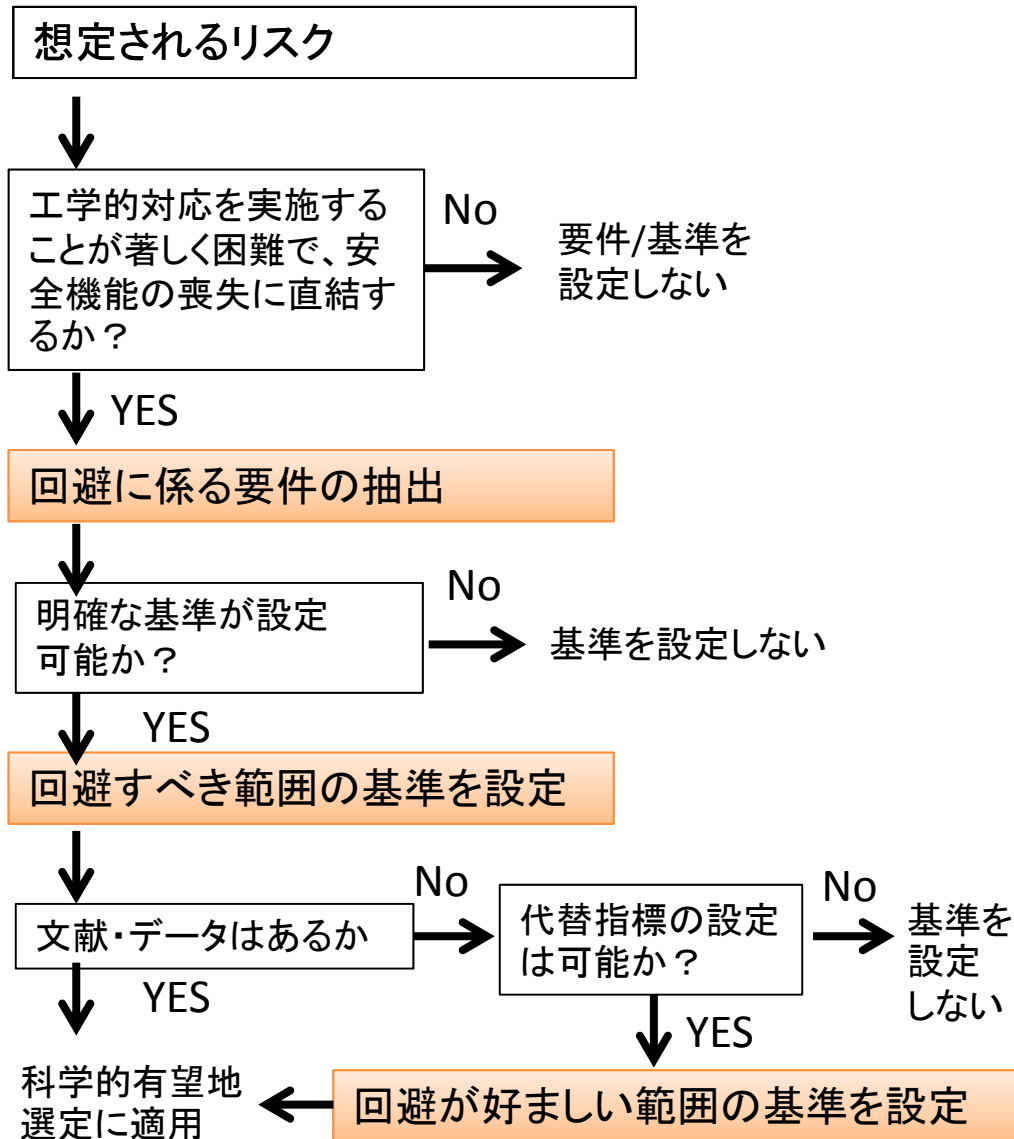 想定されるリスク
工学的対応を実施する
ことが著しく困難で、安
全機能の喪失に直結す
るか？
No
要件/基準を
設定しない
YES
回避に係る要件の抽出
明確な基準が設定
可能か？
No
基準を設定しない
YES
回避すべき範囲の基準を設定
文献・データはあるか
No
代替指標の設定
は可能か？
No
基準を
設定
しない
YES
YES
科学的有望地
選定に適用
回避が好ましい範囲の基準を設定